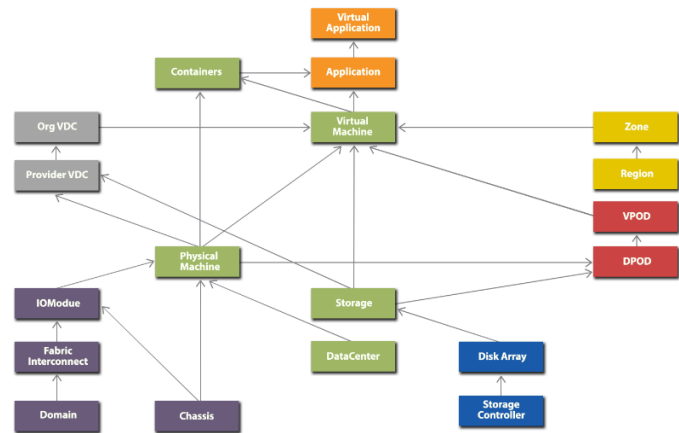 Virtual
Application
Containers
Application
Org VDC
Virtual
Machine
Zone
Provider VDC
Region
VPOD
Physical
Machine
DPOD
IOModue
Storage
Fabric
Interconnect
DataCenter
Disk Array
Domain
Chassis
Storage
Controller